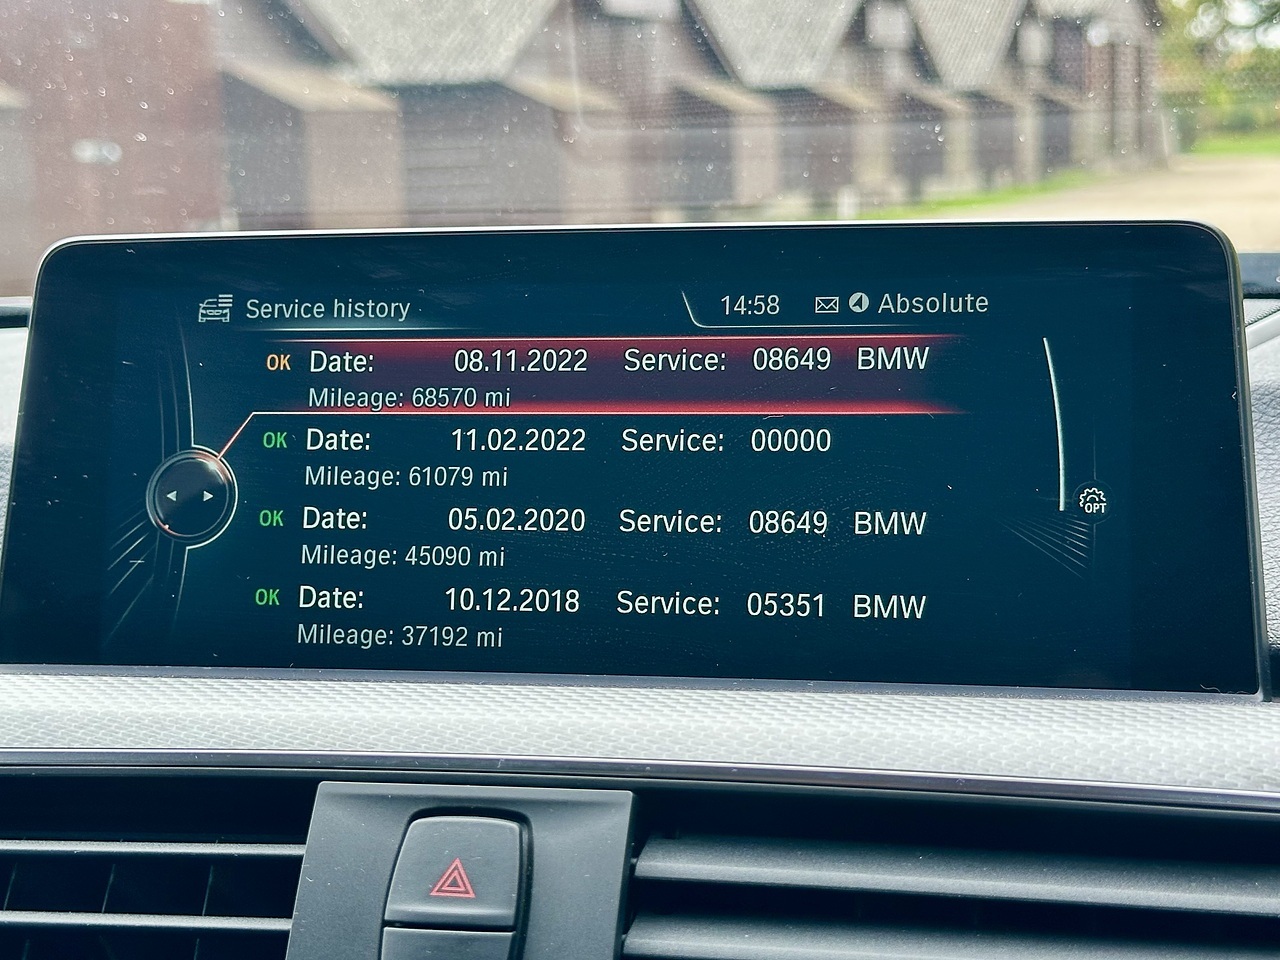 Service history 14:58 Absolute
OK Date: 08.11.2022 Service: 08649 BMW
Mileage: 68570 mi
OK Date: 11.02.2022 Service: 00000
Mileage: 61079 mi
OK Date: 05.02.2020 Service: 08649 BMW
Mileage: 45090 mi
OK Date: 10.12.2018 Service: 05351 BMW
Mileage: 37192 mi
OPT